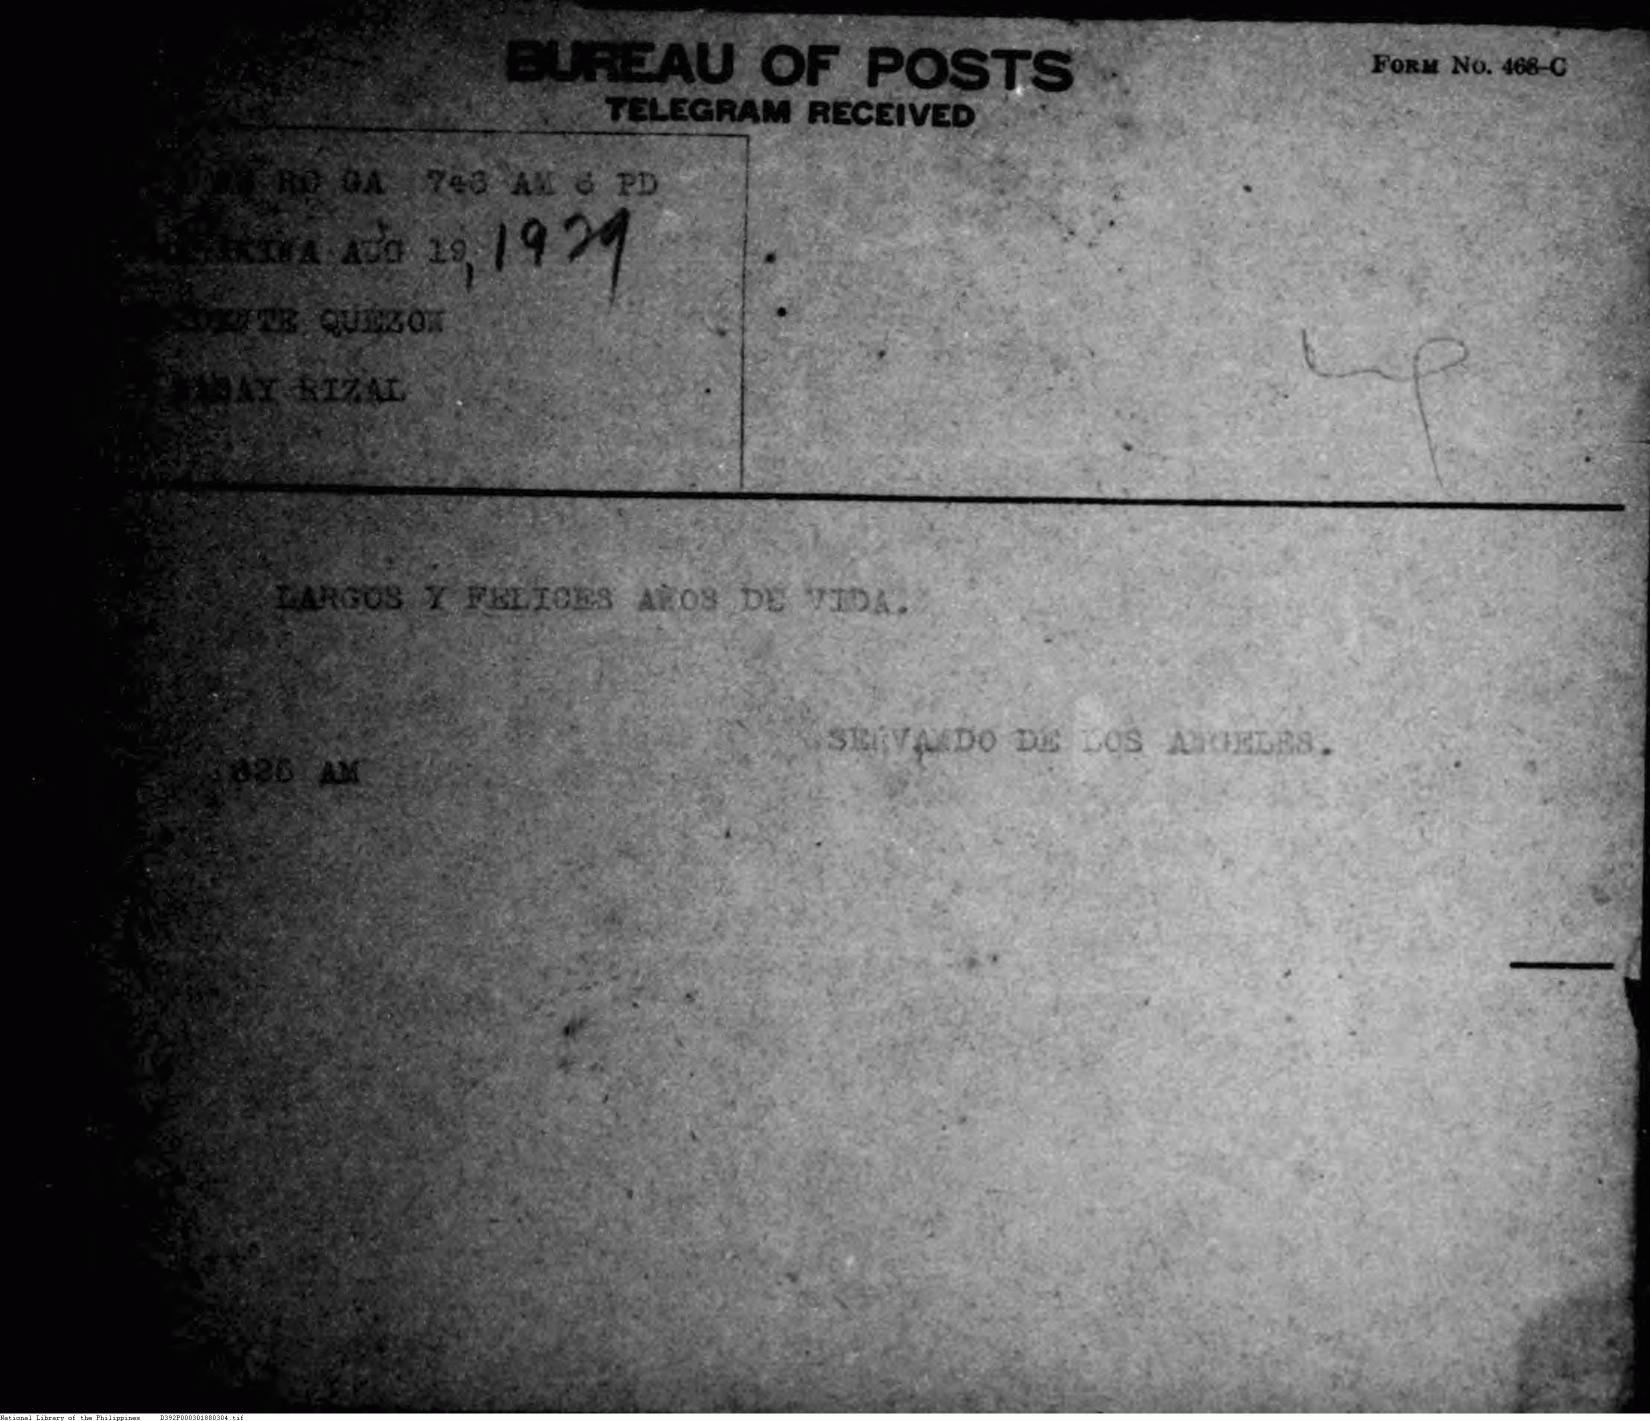 BUREAU OF POSTS
FORM NO. 468-C
TELEGRAM RECEIVED
RO GA 746 AM 6 PD
AUG 19, 1929
QUEZON
RIZAL
LARGOS Y FELICES AÑOS DE VIDA.
SERVANDO DE LOS ANGELES.
825 AM
National Library of the Philippines D392P000301880304.tif